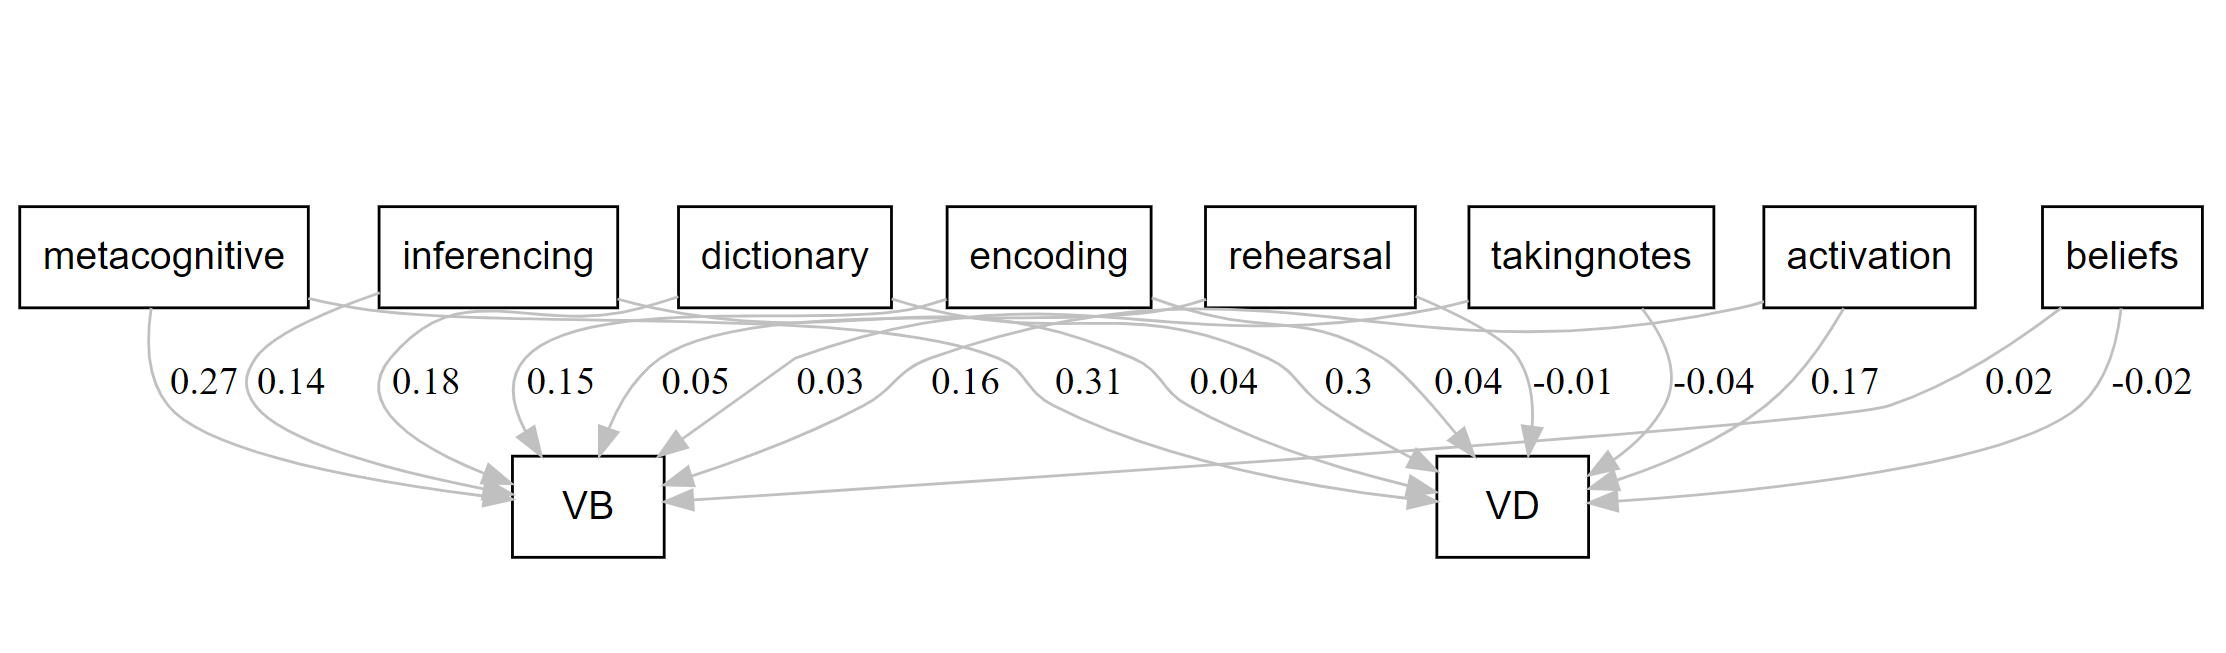 metacognitive inferencing dictionary encoding rehearsal takingnotes activation beliefs
0.27 0.14 0.18 0.15 0.05 0.03 0.16 0.31 0.04 0.3 0.04 -0.01 -0.04 0.17 0.02 -0.02
VB VD